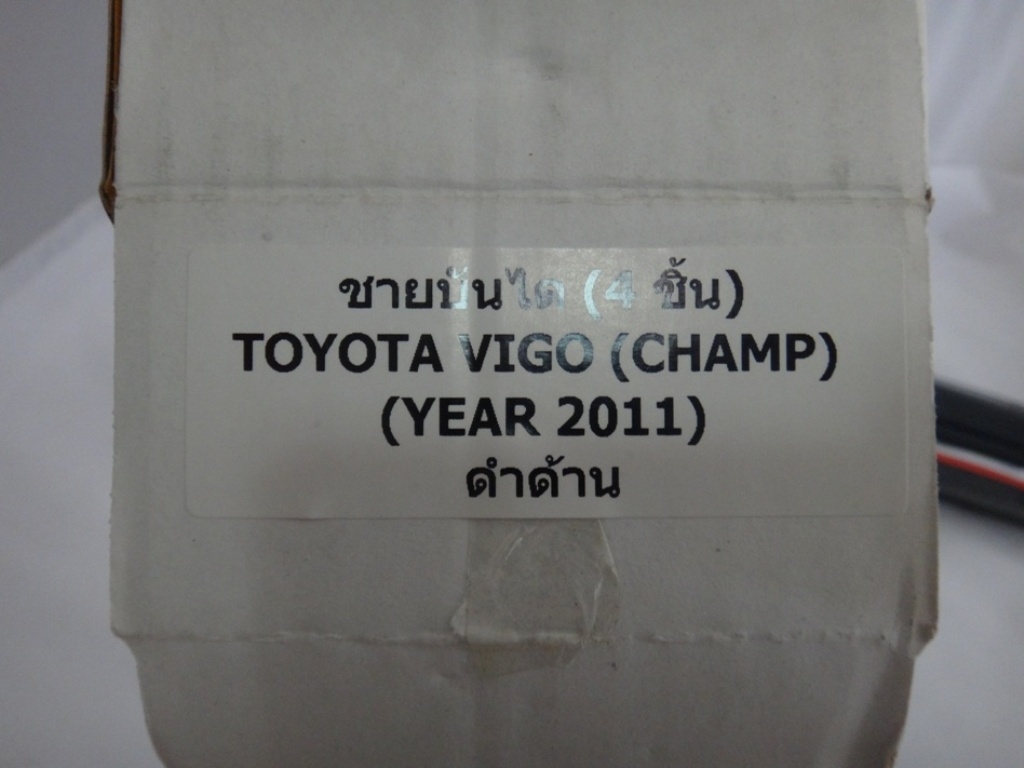 ชายบันได (4 ชิ้น)
TOYOTA VIGO (CHAMP)
(YEAR 2011)
ดำด้าน